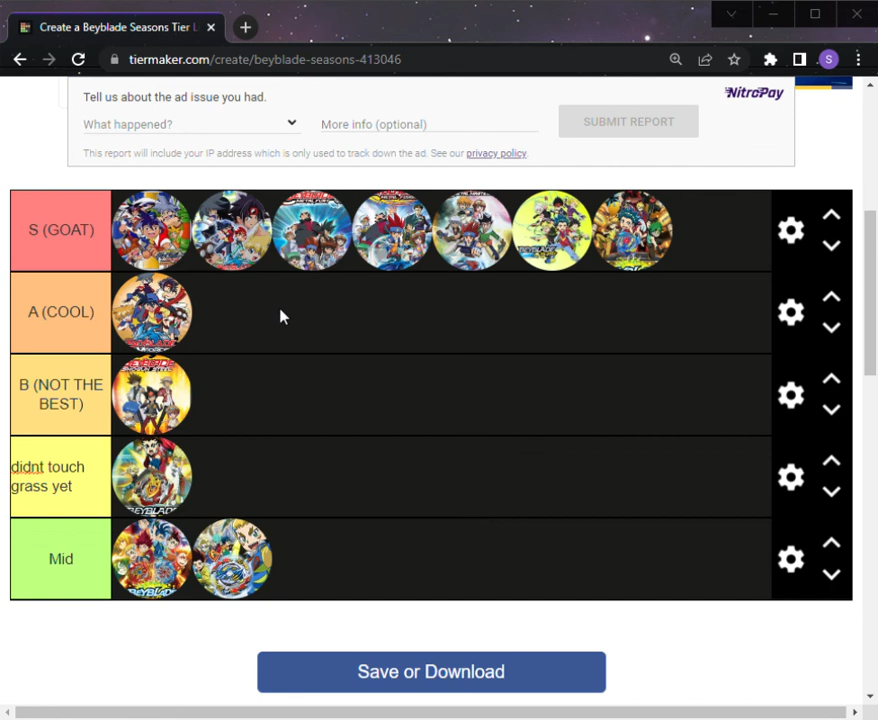 Create a Beyblade Seasons Tier L
tiermaker.com/create/beyblade-seasons-413046
S
Tell us about the ad issue you had.
NitroPay
What happened?
More info (optional)
SUBMIT REPORT
This report will include your IP address which is only used to track down the ad. See our privacy policy.
S (GOAT)
A (COOL)
B (NOT THE
BEST)
didnt touch
grass yet
BEYBLADE
Mid
BEYBLADE
Save or Download